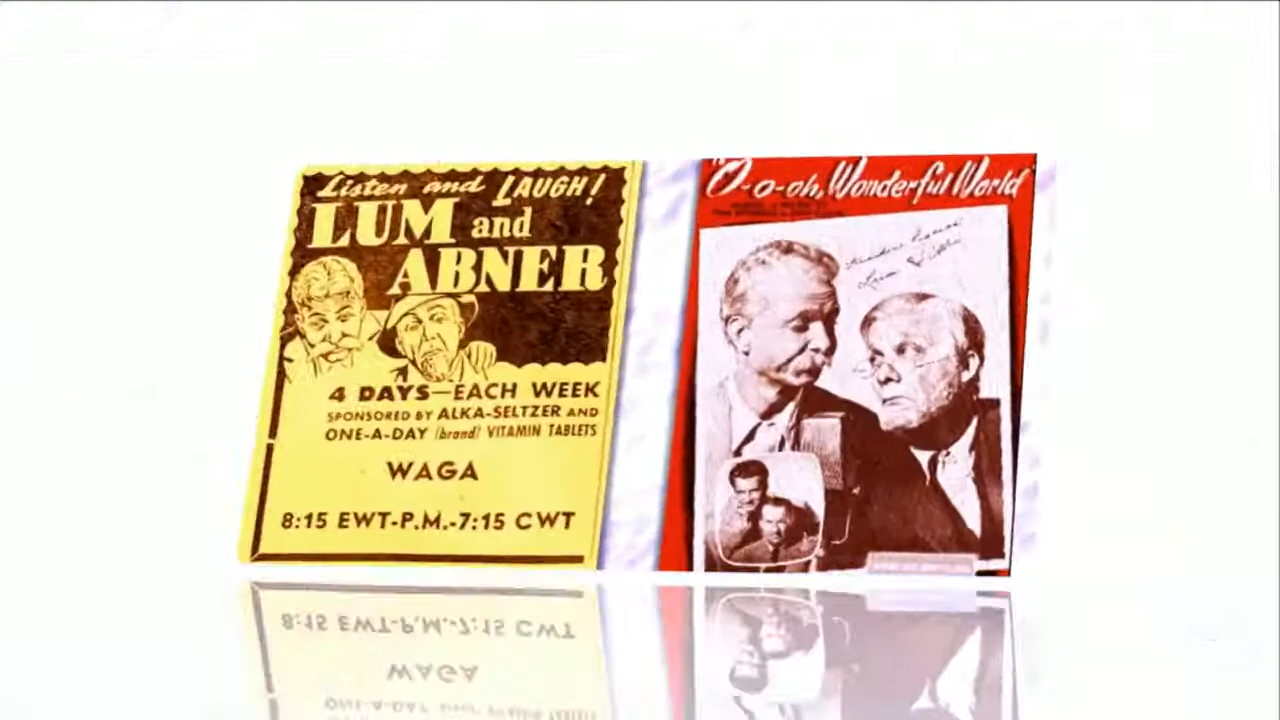 Listen and LAUGH!
LUM and
ABNER
4 DAYS—EACH WEEK
SPONSORED BY ALKA-SELTZER AND
ONE-A-DAY (brand) VITAMIN TABLETS
WAGA
8:15 EWT-P.M.-7:15 CWT
"O-o-oh, Wonderful World